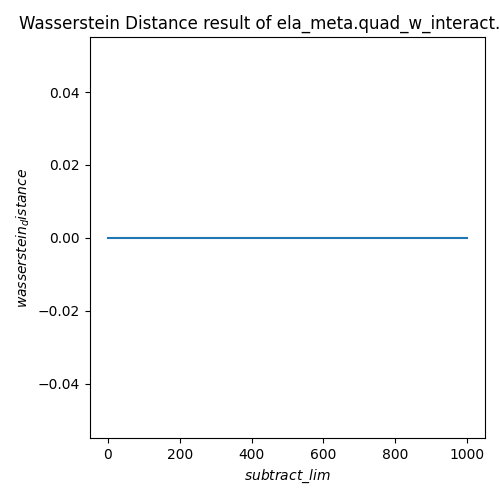 Wasserstein Distance result of ela_meta.quad_w_interact.
0.04
0.02
0.00
−0.02
−0.04
wasserstein_distance
0 200 400 600 800 1000
subtract_lim